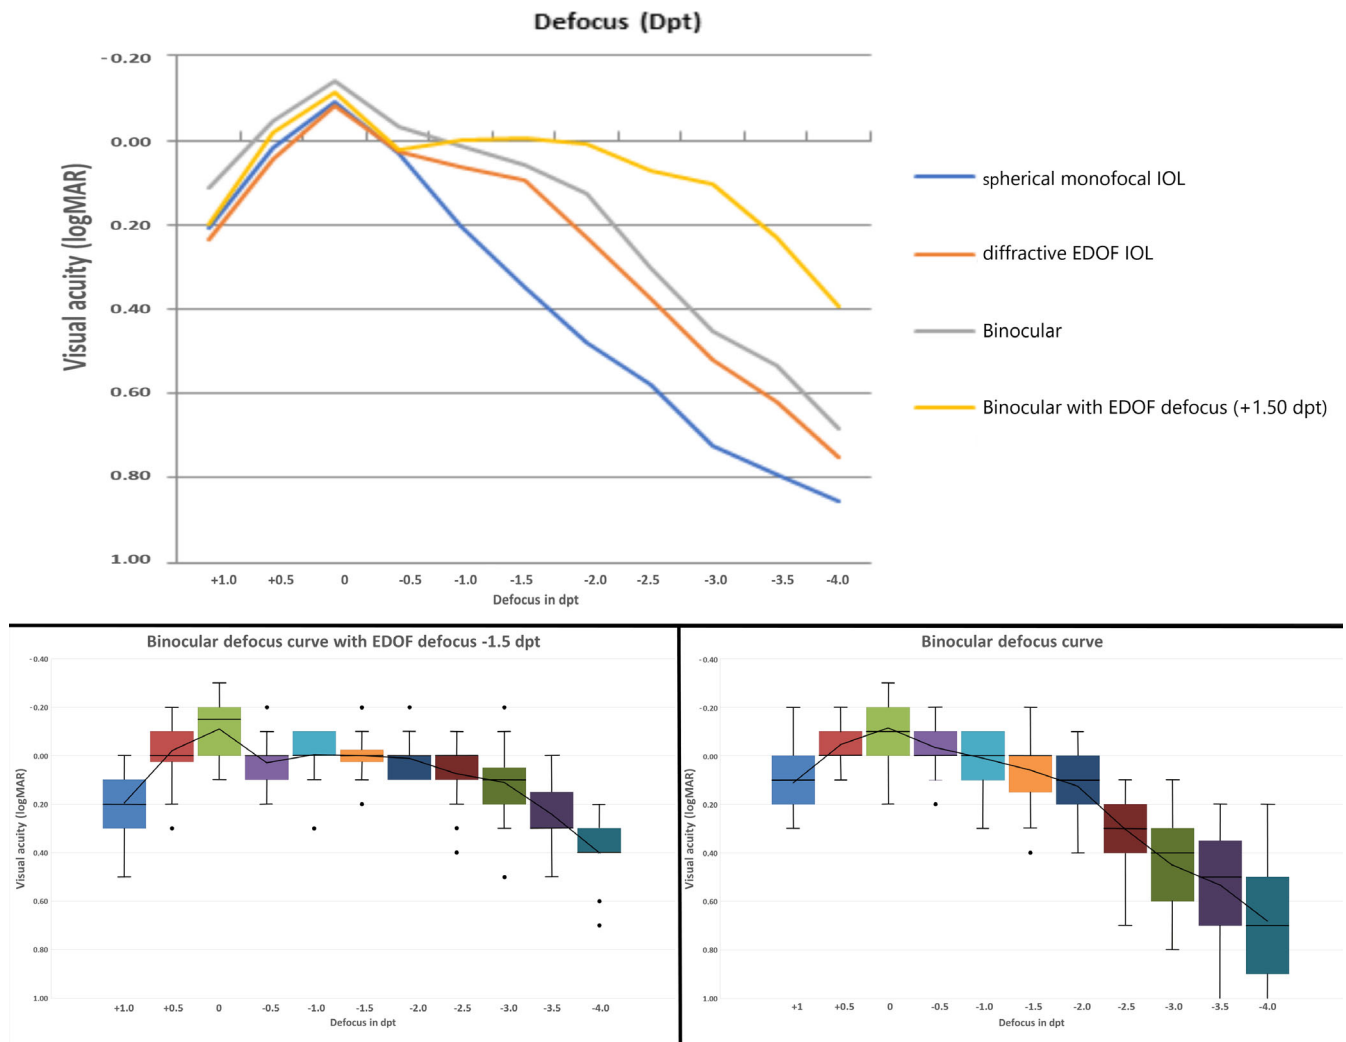 Defocus (Dpt)
-0.20
0.00
0.20
0.40
0.60
0.80
1.00
Visual acuity (logMAR)
+1.0 +0.5 0 -0.5 -1.0 -1.5 -2.0 -2.5 -3.0 -3.5 -4.0
Defocus in dpt
spherical monofocal IOL
diffractive EDOF IOL
Binocular
Binocular with EDOF defocus (+1.50 dpt)
Binocular defocus curve with EDOF defocus -1.5 dpt
-0.40
-0.20
0.00
0.20
0.40
0.60
0.80
1.00
Visual acuity (logMAR)
+1.0 +0.5 0 -0.5 -1.0 -1.5 -2.0 -2.5 -3.0 -3.5 -4.0
Defocus in dpt
Binocular defocus curve
-0.40
-0.20
0.00
0.20
0.40
0.60
0.80
1.00
Visual acuity (logMAR)
+1 +0.5 0 -0.5 -1.0 -1.5 -2.0 -2.5 -3.0 -3.5 -4.0
Defocus in dpt